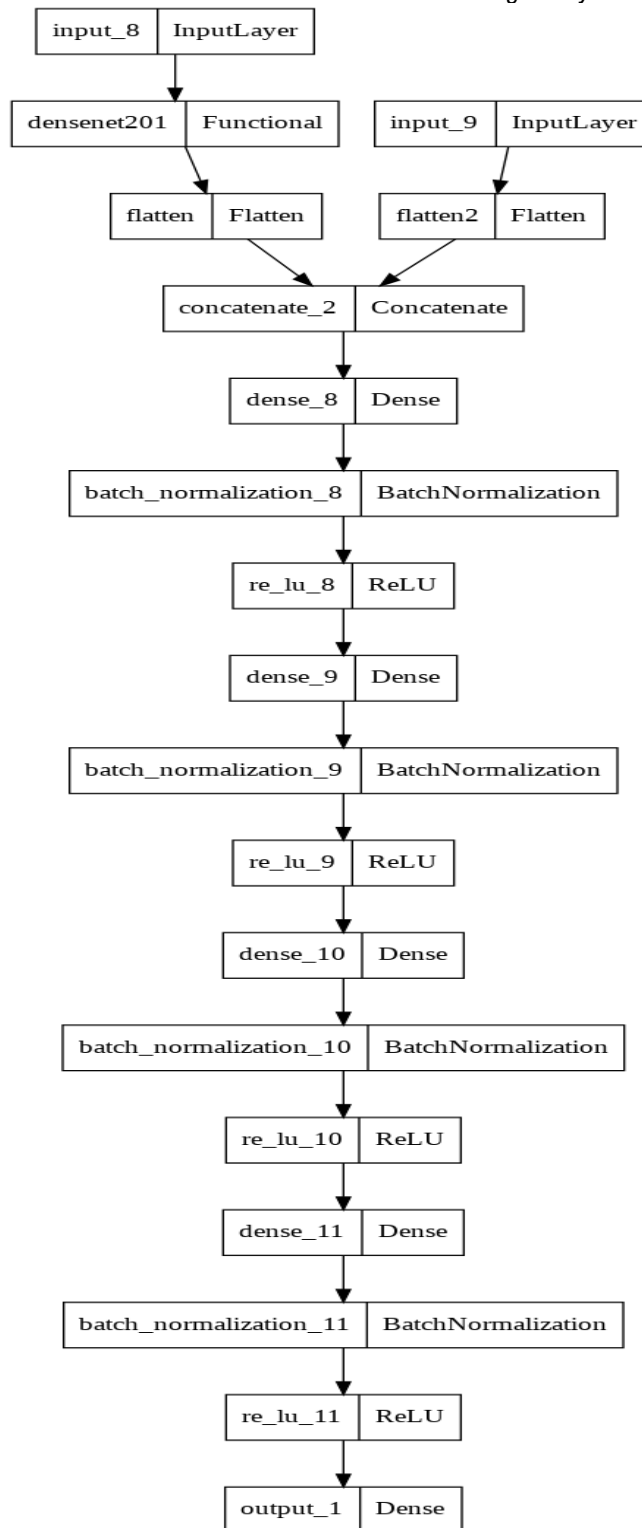 input_8 InputLayer
densenet201 Functional input_9 InputLayer
flatten Flatten flatten2 Flatten
concatenate_2 Concatenate
dense_8 Dense
batch_normalization_8 BatchNormalization
re_lu_8 ReLU
dense_9 Dense
batch_normalization_9 BatchNormalization
re_lu_9 ReLU
dense_10 Dense
batch_normalization_10 BatchNormalization
re_lu_10 ReLU
dense_11 Dense
batch_normalization_11 BatchNormalization
re_lu_11 ReLU
output_1 Dense